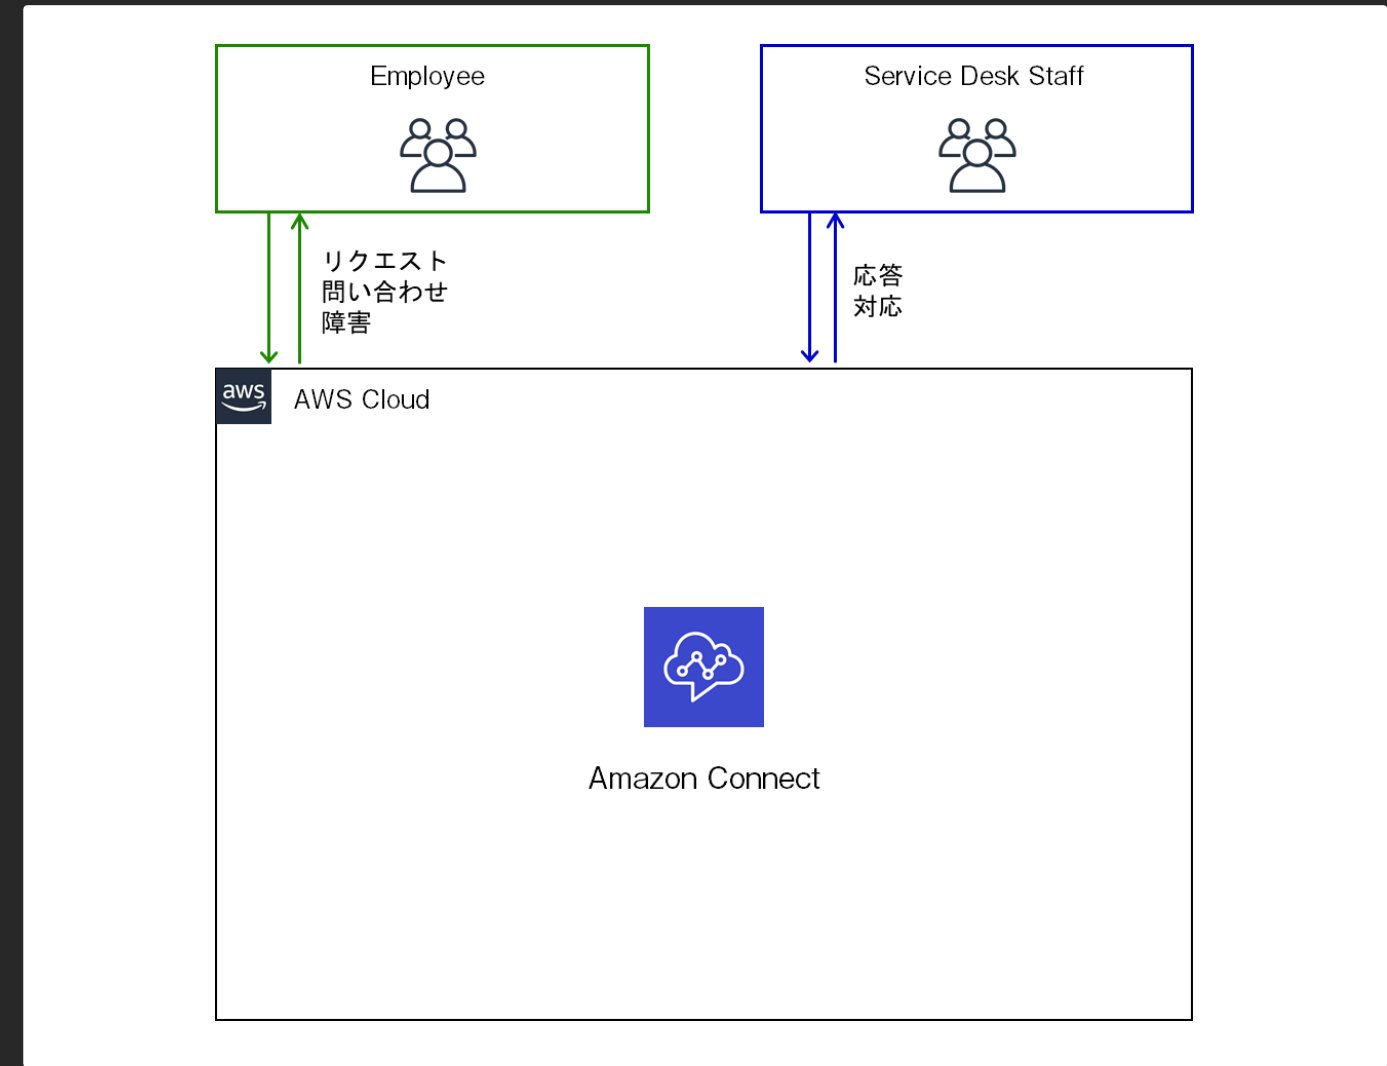 Employee
Service Desk Staff
リクエスト
問い合わせ
障害
応答
対応
aws
AWS Cloud
Amazon Connect